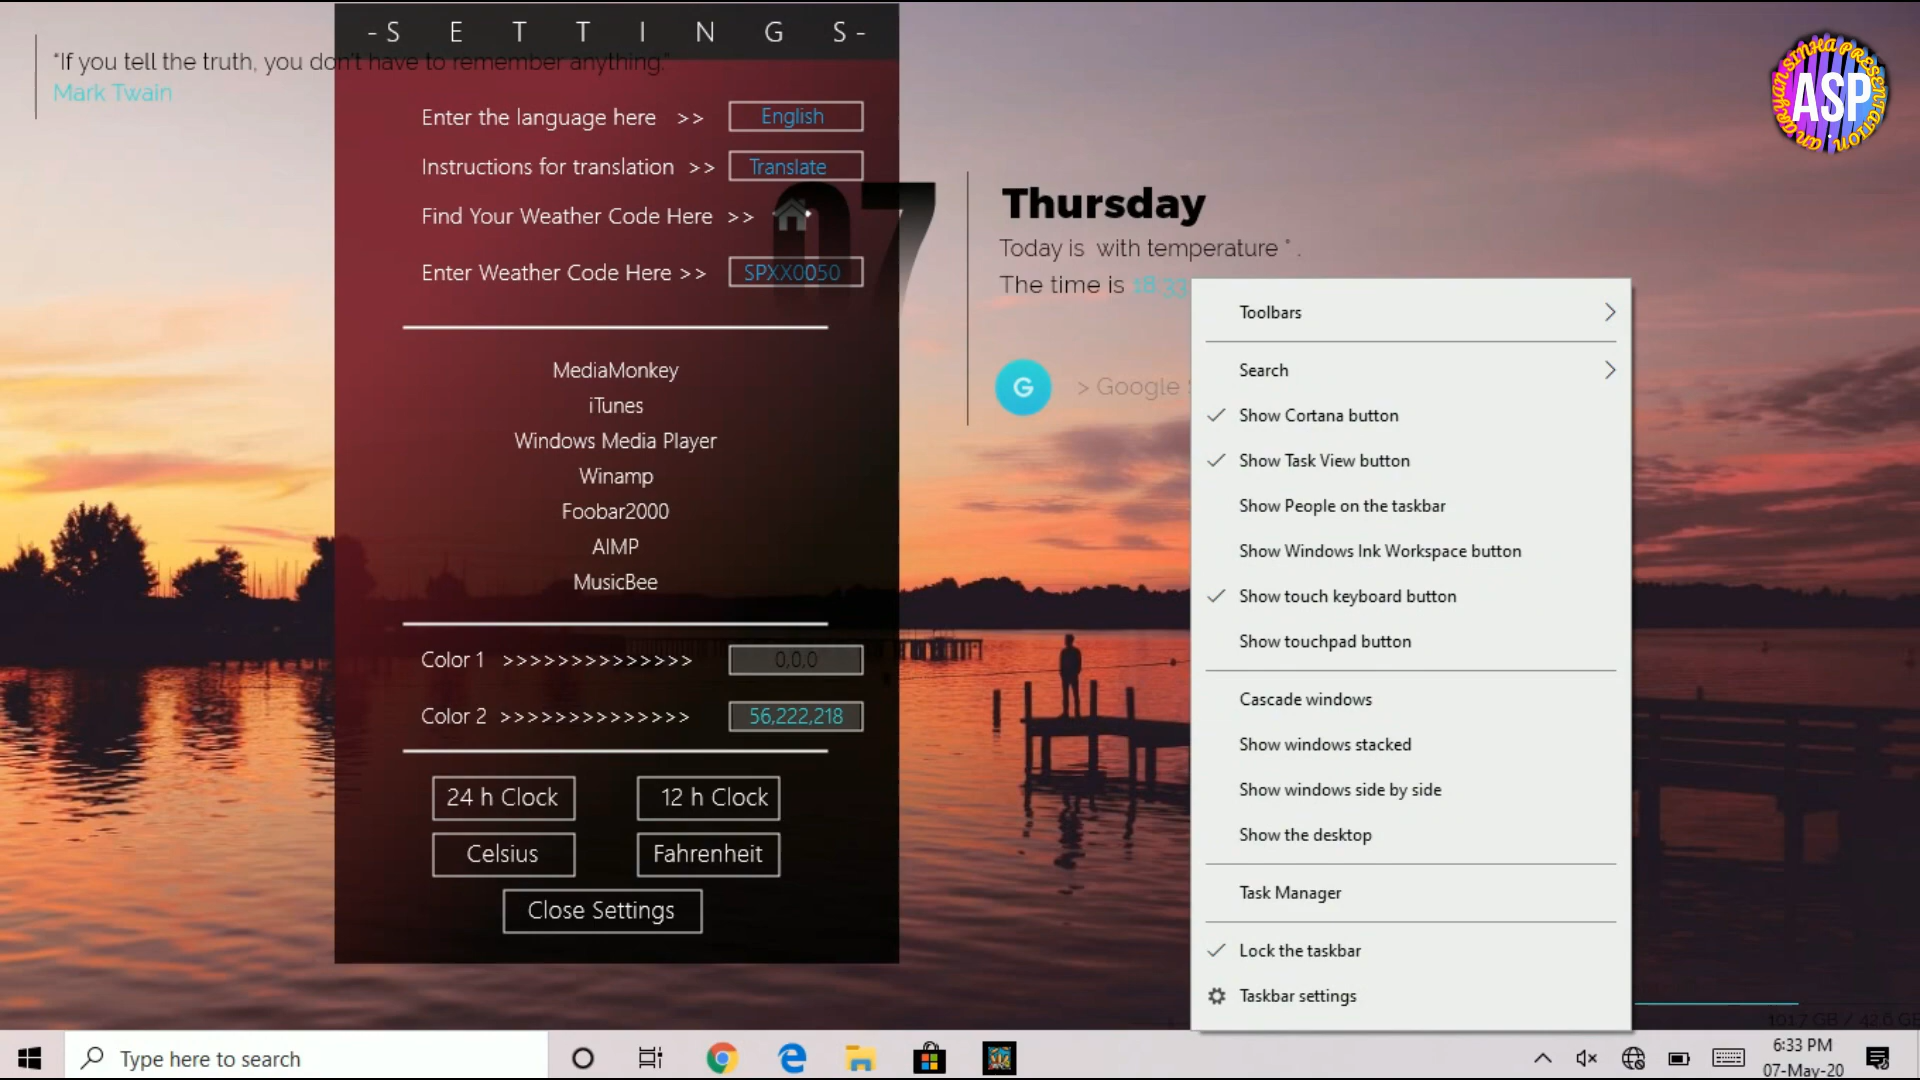 -S E T T I N G S-
"If you tell the truth, you don't have to remember anything."
Mark Twain
Enter the language here >> English
Instructions for translation >> Translate
Find Your Weather Code Here >>
Enter Weather Code Here >> SPXX0050
MediaMonkey
iTunes
Windows Media Player
Winamp
Foobar2000
AIMP
MusicBee
Color 1 >>>>>>>>>>>>>> 0,0,0
Color 2 >>>>>>>>>>>>>> 56,222,218
24 h Clock 12 h Clock
Celsius Fahrenheit
Close Settings
07
Thursday
Today is with temperature ° .
The time is 18:33
G > Google
AN ARYAN SINHA PRESENTATION
ASP
Toolbars
Search
Show Cortana button
Show Task View button
Show People on the taskbar
Show Windows Ink Workspace button
Show touch keyboard button
Show touchpad button
Cascade windows
Show windows stacked
Show windows side by side
Show the desktop
Task Manager
Lock the taskbar
Taskbar settings
Type here to search
6:33 PM
07-May-20